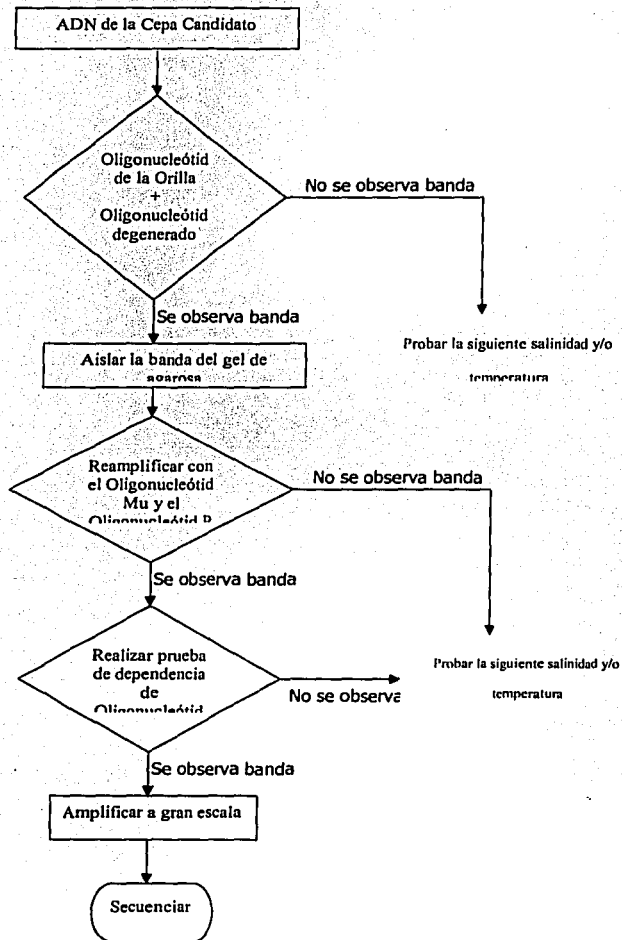 ADN de la Cepa Candidato
Oligonucleótid
de la Orilla
+
Oligonucleótid
degenerado
No se observa banda
Se observa banda
Probar la siguiente salinidad y/o
temperatura
Aislar la banda del gel de
agarosa
Reamplificar con
el Oligonucleótid
Mu y el
Oligonucleótid B
No se observa banda
Se observa banda
Probar la siguiente salinidad y/o
temperatura
Realizar prueba
de dependencia
de
Oligonucleótid
No se observa
Se observa banda
Amplificar a gran escala
Secuenciar